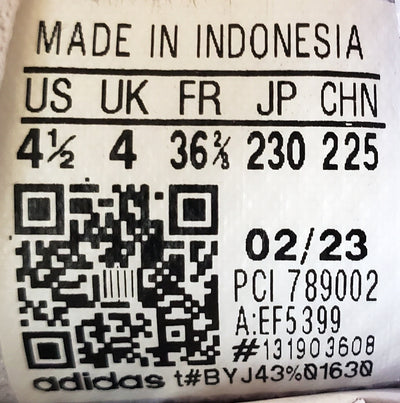 MADE IN INDONESIA
US UK FR JP CHN
4½ 4 36⅔ 230 225
02/23
PCI 789002
A:EF5399
#131903608
adidas t#BYJ43%01630